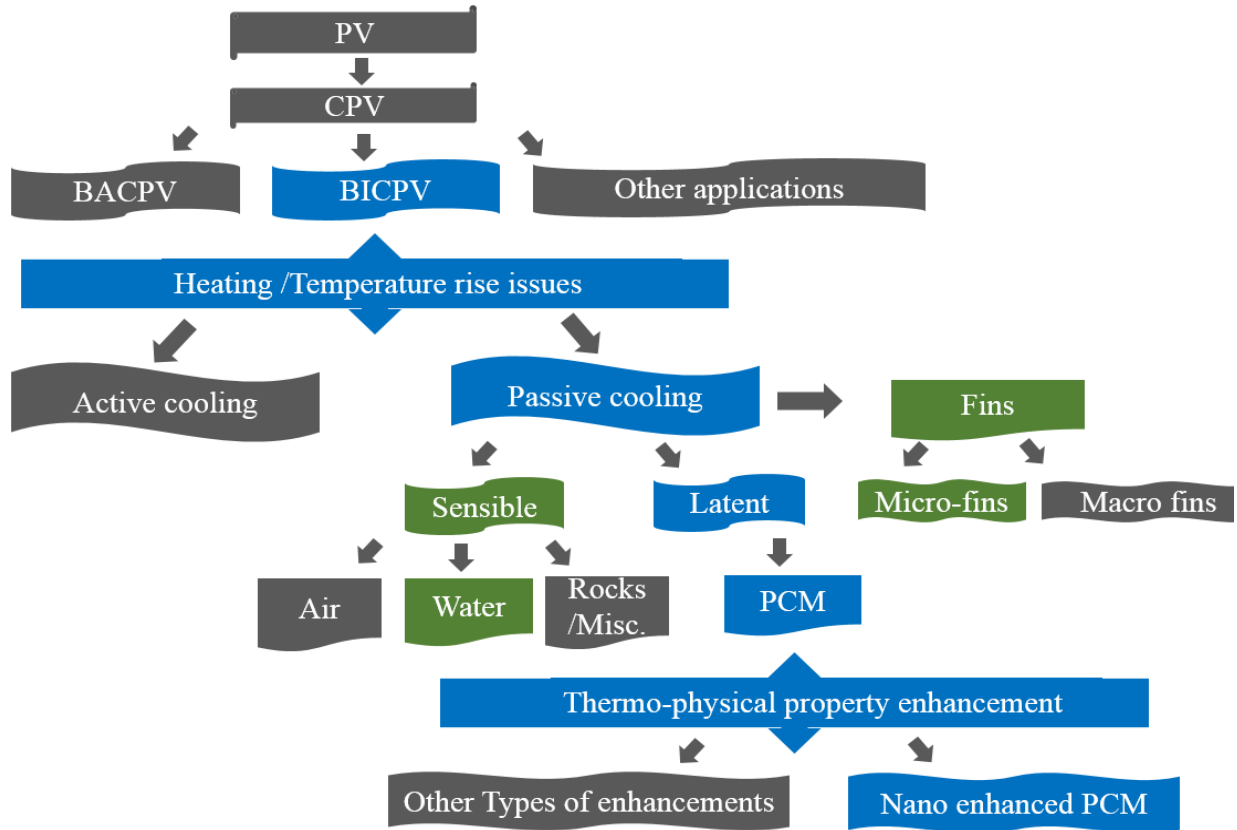 PV
CPV
BACPV
BICPV
Other applications
Heating /Temperature rise issues
Active cooling
Passive cooling
Fins
Sensible
Latent
Micro-fins
Macro fins
Air
Water
Rocks
/Misc.
PCM
Thermo-physical property enhancement
Other Types of enhancements
Nano enhanced PCM